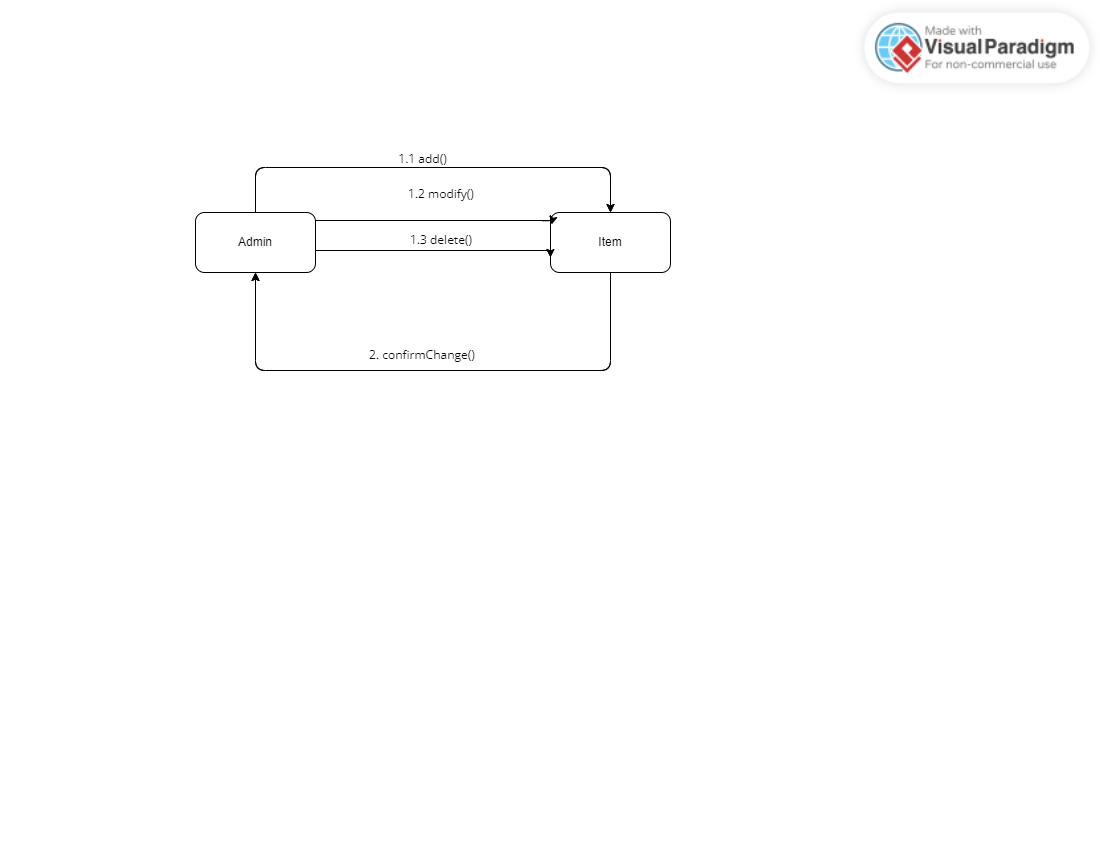 Made with
Visual Paradigm
For non-commercial use
1.1 add()
1.2 modify()
Admin
1.3 delete()
Item
2. confirmChange()